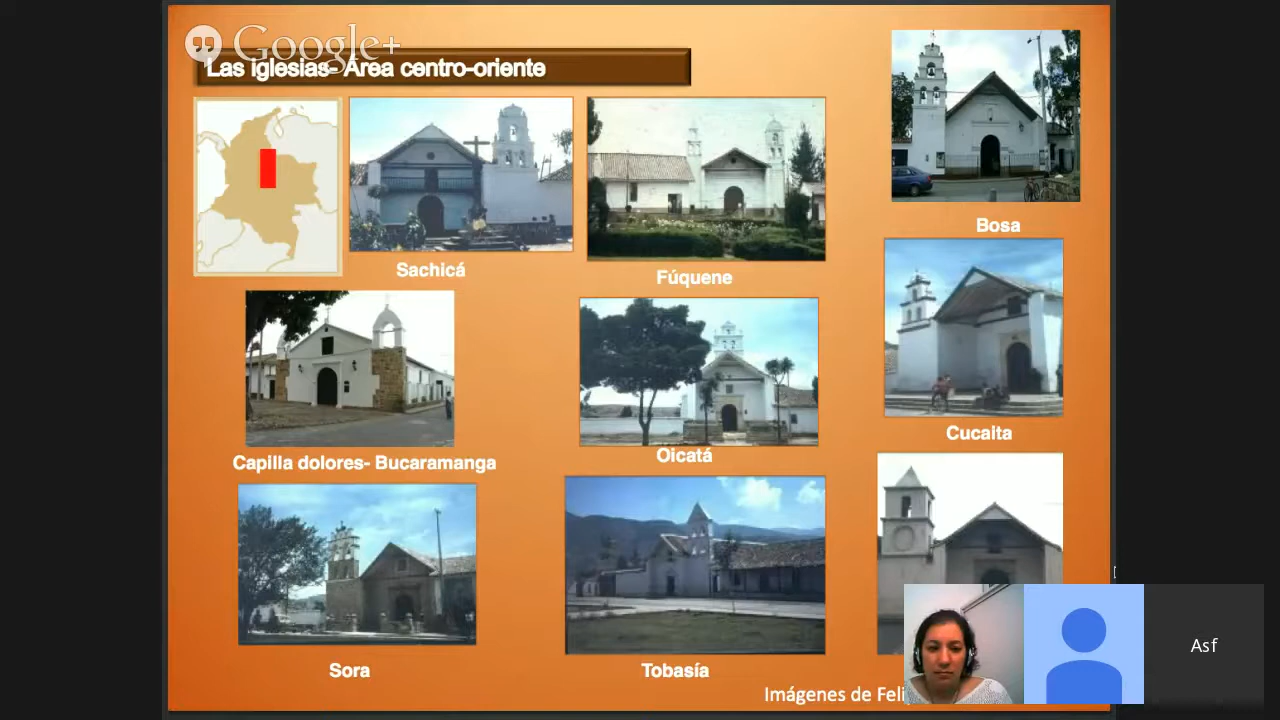 Google+
Las iglesias- Área centro-oriente
Bosa
Sachicá
Fúquene
Cucaita
Capilla dolores- Bucaramanga
Oicatá
Sora
Tobasía
Imágenes de Feli
Asf